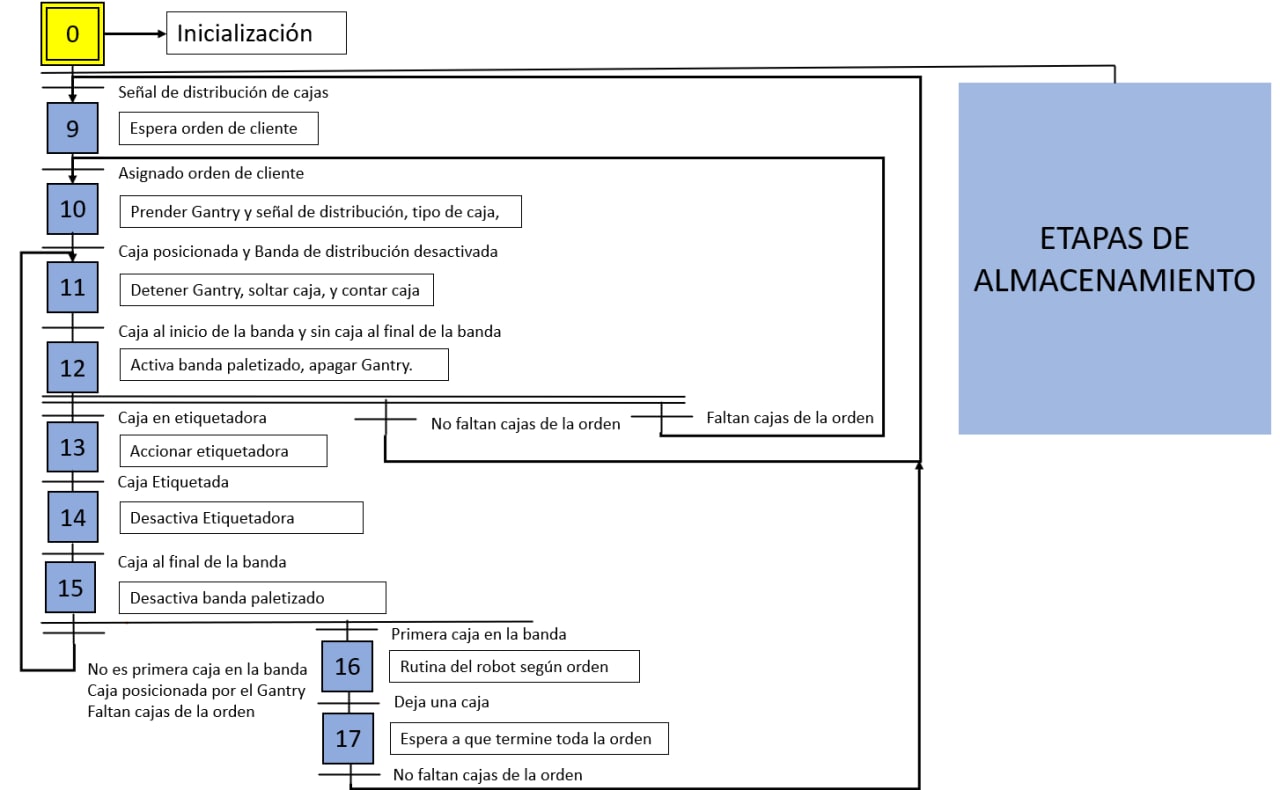 0
Inicialización
Señal de distribución de cajas
9
Espera orden de cliente
Asignado orden de cliente
10
Prender Gantry y señal de distribución, tipo de caja,
Caja posicionada y Banda de distribución desactivada
11
Detener Gantry, soltar caja, y contar caja
Caja al inicio de la banda y sin caja al final de la banda
12
Activa banda paletizado, apagar Gantry.
Caja en etiquetadora
No faltan cajas de la orden
Faltan cajas de la orden
13
Accionar etiquetadora
Caja Etiquetada
14
Desactiva Etiquetadora
Caja al final de la banda
15
Desactiva banda paletizado
No es primera caja en la banda
Caja posicionada por el Gantry
Faltan cajas de la orden
Primera caja en la banda
16
Rutina del robot según orden
Deja una caja
17
Espera a que termine toda la orden
No faltan cajas de la orden
ETAPAS DE
ALMACENAMIENTO